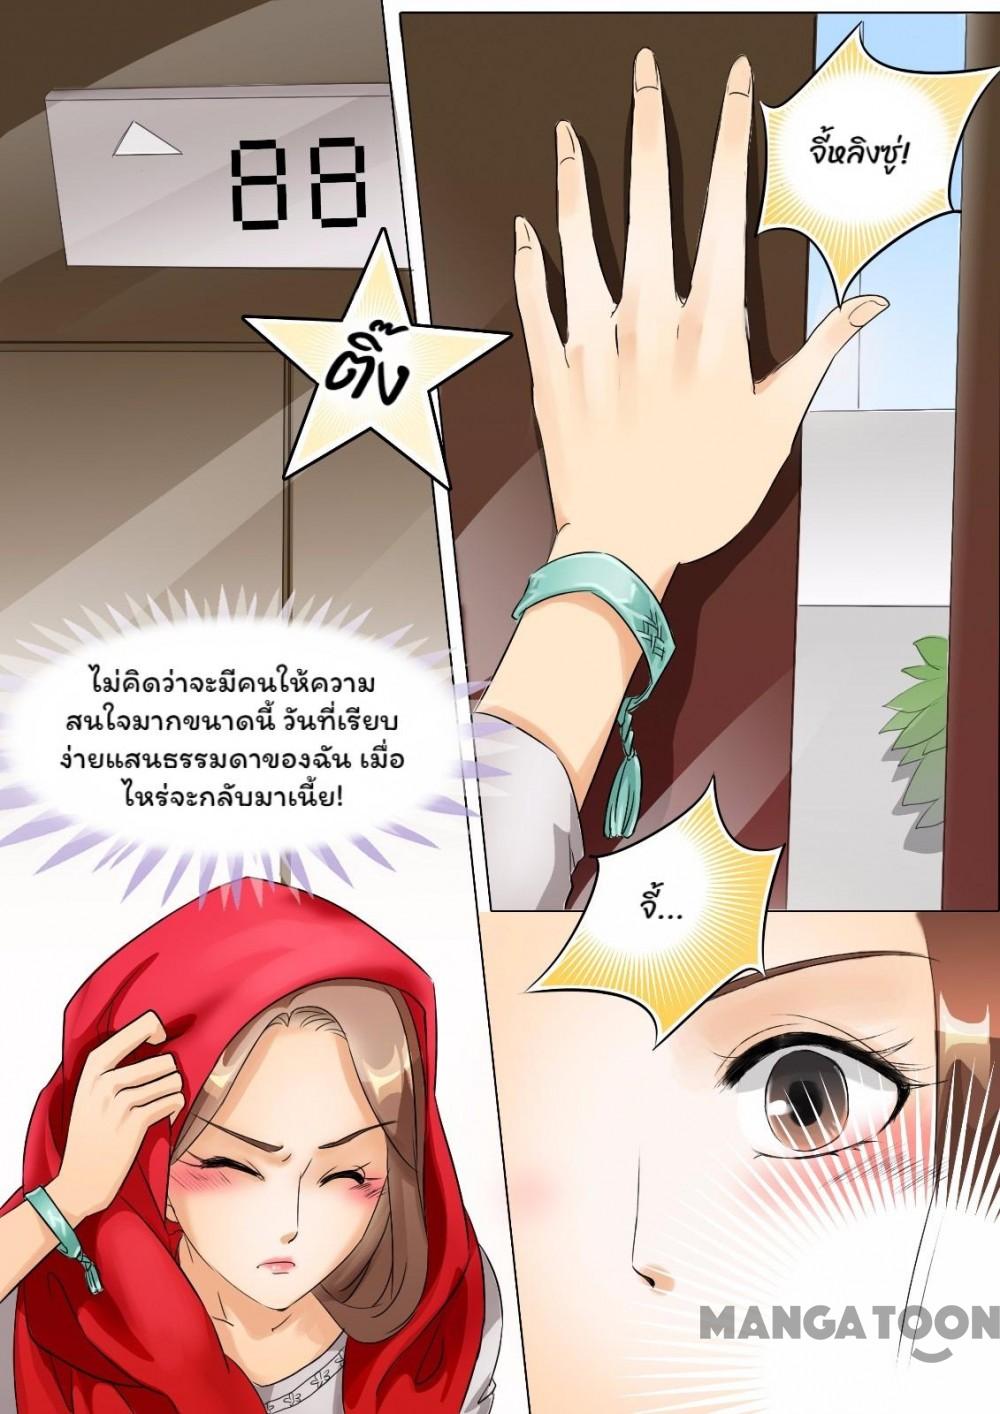 88
ติ๊ง
จี้หลิงซู่!
ไม่คิดว่าจะมีคนให้ความ
สนใจมากขนาดนี้ วันที่เรียบ
ง่ายแสนธรรมดาของฉัน เมื่อ
ไหร่จะกลับมาเนี้ย!
จี้...
MANGATOON